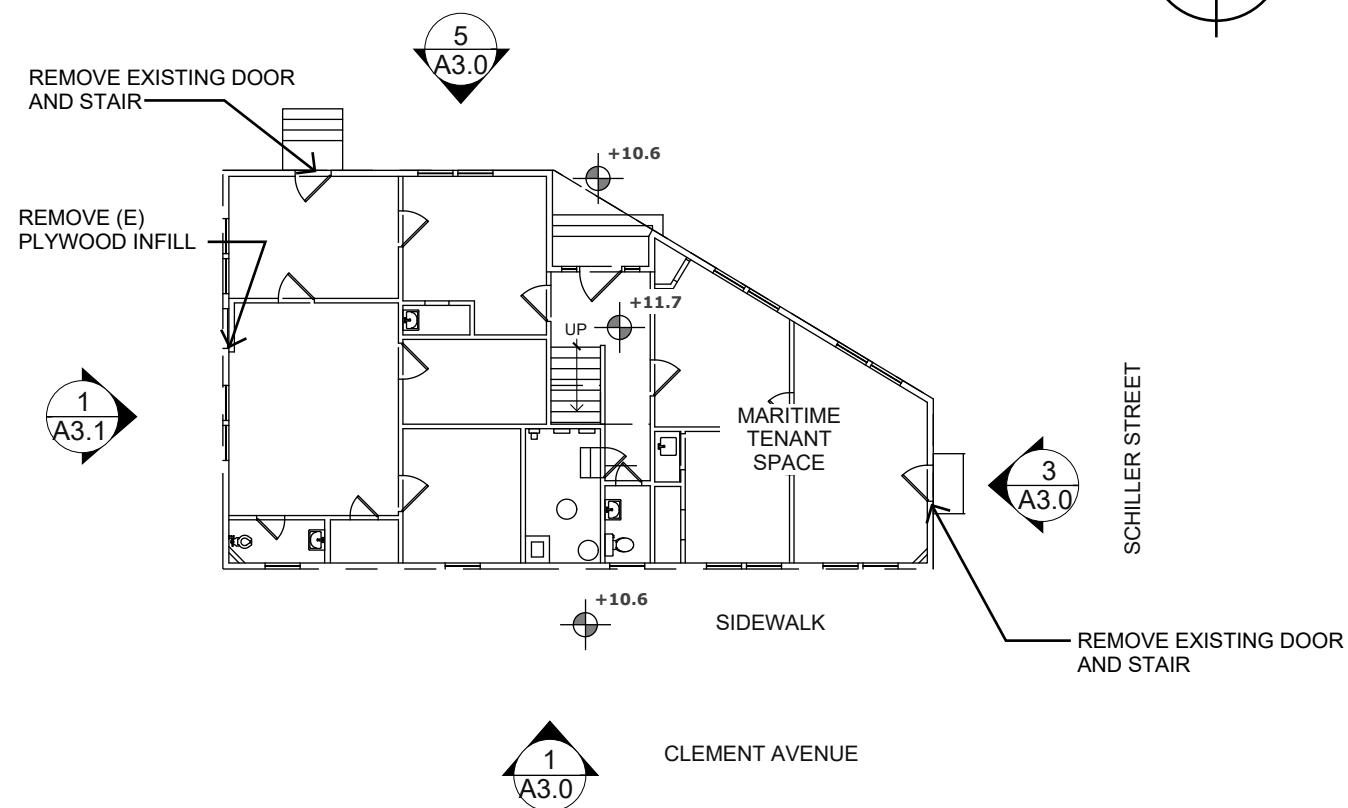 5
A3.0
REMOVE EXISTING DOOR
AND STAIR
+10.6
REMOVE (E)
PLYWOOD INFILL
+11.7
UP
1
A3.1
MARITIME
TENANT
SPACE
3
A3.0
SCHILLER STREET
+10.6
SIDEWALK
REMOVE EXISTING DOOR
AND STAIR
CLEMENT AVENUE
1
A3.0